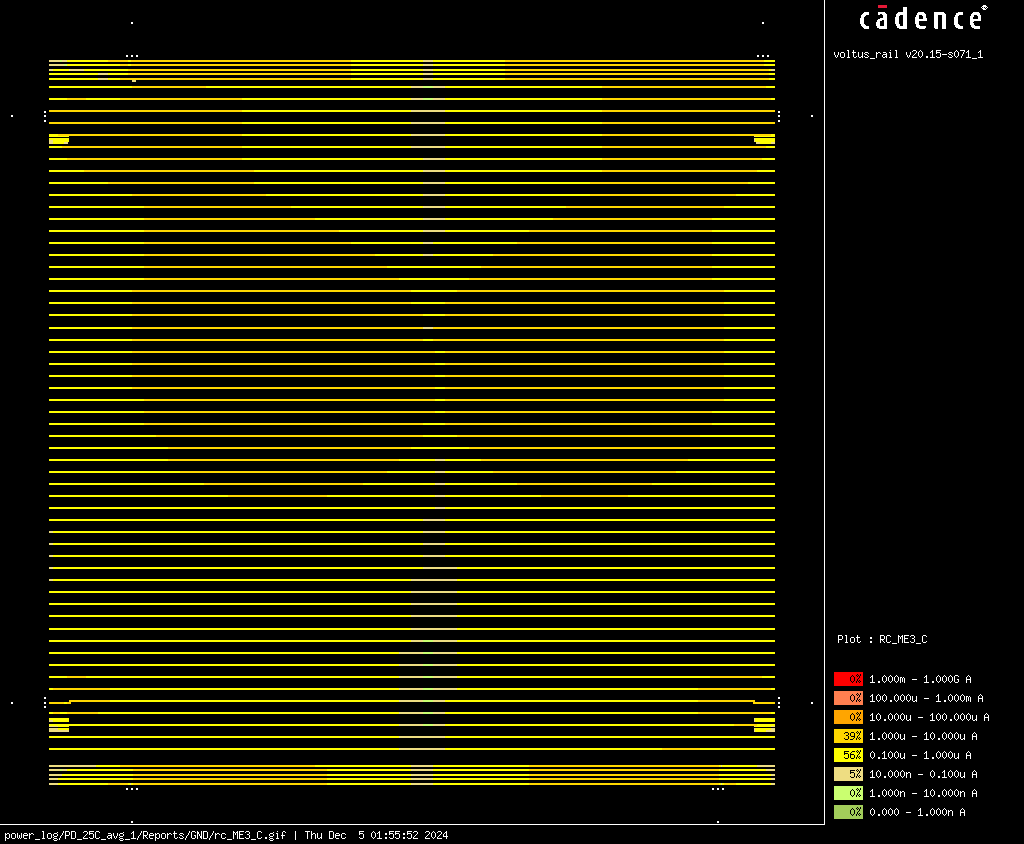 cādence®
voltus_rail v20.15-s071_1
Plot : RC_ME3_C
0% 1.000m - 1.000G A
0% 100.000u - 1.000m A
0% 10.000u - 100.000u A
39% 1.000u - 10.000u A
56% 0.100u - 1.000u A
5% 10.000n - 0.100u A
0% 1.000n - 10.000n A
0% 0.000 - 1.000n A
power_log/PD_25C_avg_1/Reports/GND/rc_ME3_C.gif | Thu Dec  5 01:55:52 2024